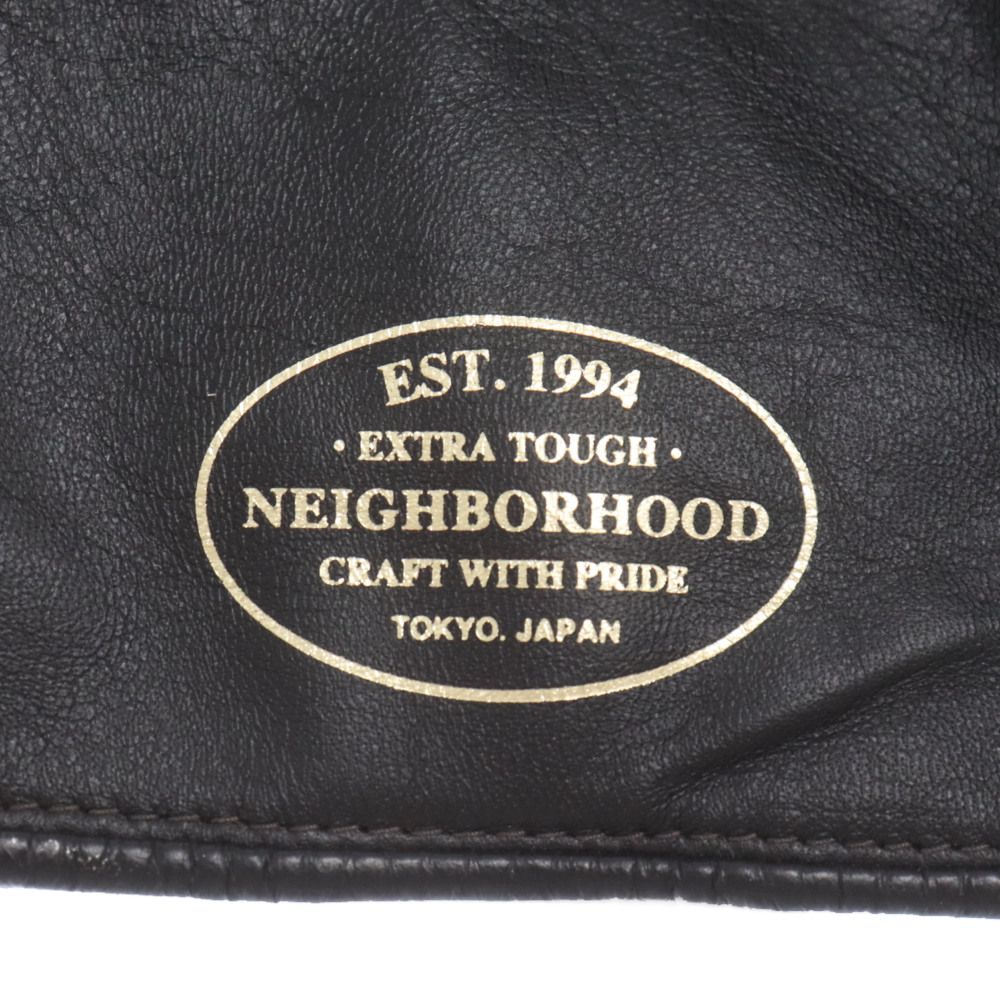 EST. 1994
· EXTRA TOUGH ·
NEIGHBORHOOD
CRAFT WITH PRIDE
TOKYO. JAPAN